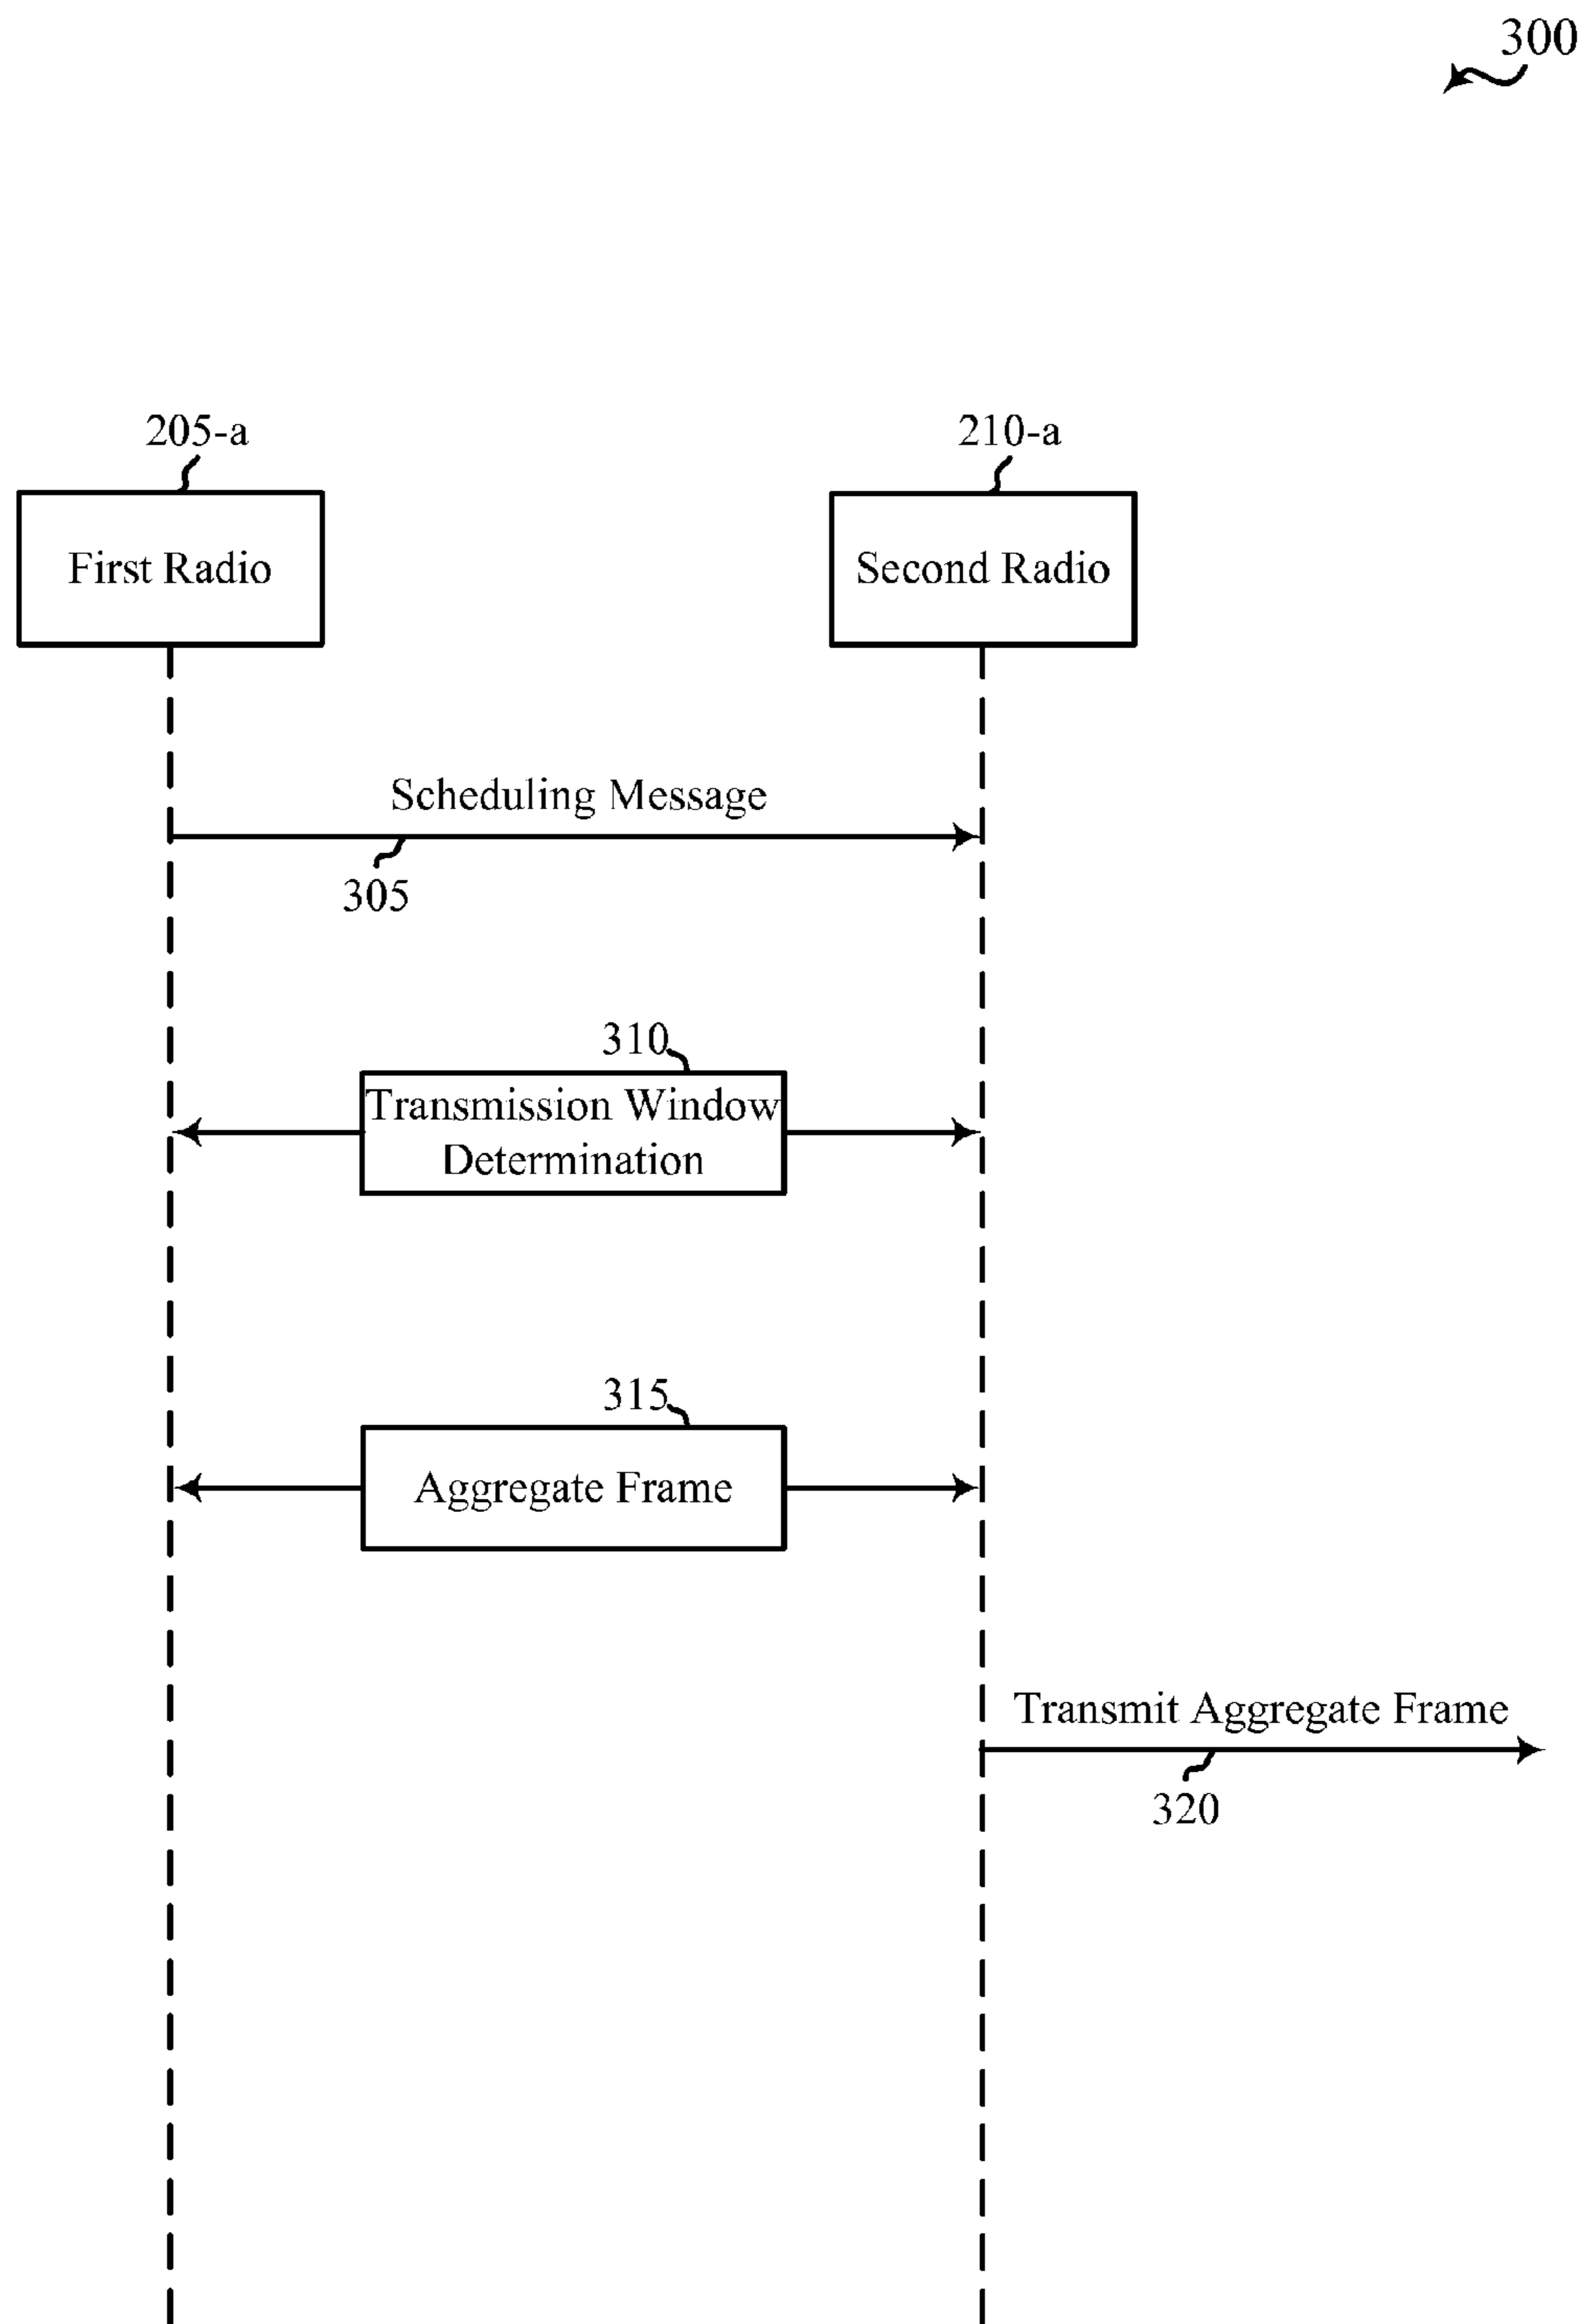 300
205-a
210-a
First Radio
Second Radio
Scheduling Message
305
310
Transmission Window
Determination
315
Aggregate Frame
Transmit Aggregate Frame
320